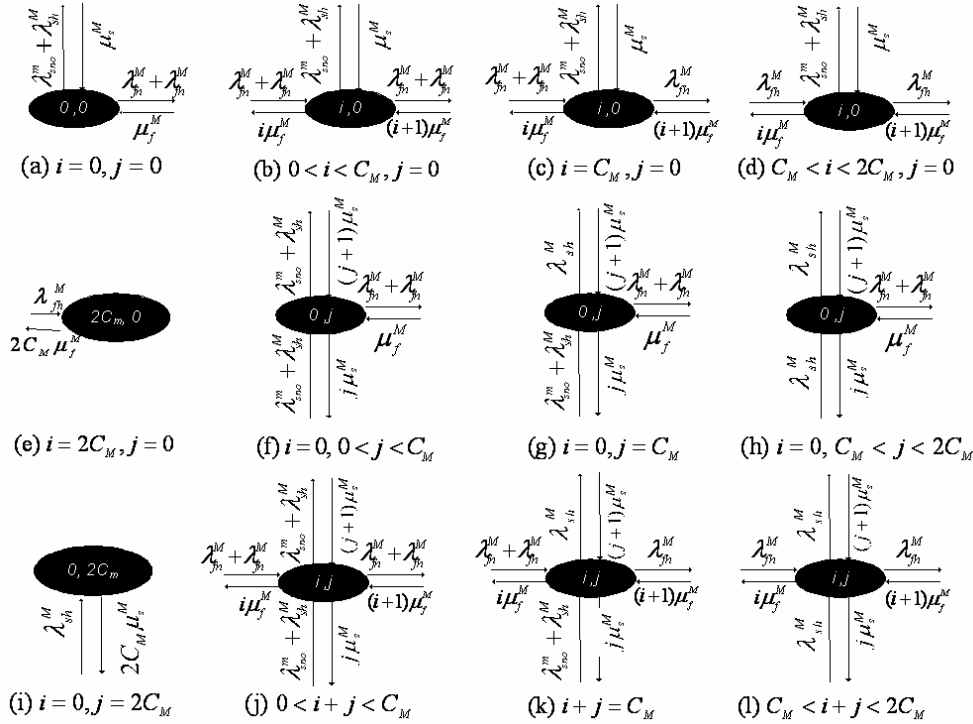 λ_{sno}^m + λ_{sh}^M
μ_s^M
λ_{fn}^M + λ_{fh}^M
μ_f^M
0,0
(a) i = 0, j = 0
λ_{fn}^M + λ_{fh}^M
λ_{sno}^m + λ_{sh}^M
μ_s^M
λ_{fn}^M + λ_{fh}^M
iμ_f^M
i,0
(i+1)μ_f^M
(b) 0 < i < C_M, j = 0
λ_{fn}^M + λ_{fh}^M
λ_{sno}^m + λ_{sh}^M
μ_s^M
λ_{fh}^M
iμ_f^M
i,0
(i+1)μ_f^M
(c) i = C_M, j = 0
λ_{fh}^M
λ_{sno}^m + λ_{sh}^M
μ_s^M
λ_{fh}^M
iμ_f^M
i,0
(i+1)μ_f^M
(d) C_M < i < 2C_M, j = 0
λ_{fh}^M
2C_M μ_f^M
2C_m, 0
(e) i = 2C_M, j = 0
λ_{sno}^m + λ_{sh}^M
(j+1)μ_s^M
λ_{fn}^M + λ_{fh}^M
0,j
μ_f^M
λ_{sno}^m + λ_{sh}^M
jμ_s^M
(f) i = 0, 0 < j < C_M
λ_{sh}^M
(j+1)μ_s^M
λ_{fn}^M + λ_{fh}^M
0,j
μ_f^M
λ_{sno}^m + λ_{sh}^M
jμ_s^M
(g) i = 0, j = C_M
λ_{sh}^M
(j+1)μ_s^M
λ_{fn}^M + λ_{fh}^M
0,j
μ_f^M
λ_{sh}^M
jμ_s^M
(h) i = 0, C_M < j < 2C_M
0, 2C_m
λ_{sh}^M
2C_M μ_s^M
(i) i = 0, j = 2C_M
λ_{fn}^M + λ_{fh}^M
λ_{sno}^m + λ_{sh}^M
(j+1)μ_s^M
λ_{fn}^M + λ_{fh}^M
iμ_f^M
i,j
(i+1)μ_f^M
λ_{sno}^m + λ_{sh}^M
jμ_s^M
(j) 0 < i + j < C_M
λ_{fn}^M + λ_{fh}^M
λ_{sh}^M
(j+1)μ_s^M
λ_{fh}^M
iμ_f^M
i,j
(i+1)μ_f^M
λ_{sno}^m + λ_{sh}^M
jμ_s^M
(k) i + j = C_M
λ_{fh}^M
λ_{sh}^M
(j+1)μ_s^M
λ_{fh}^M
iμ_f^M
i,j
(i+1)μ_f^M
λ_{sh}^M
jμ_s^M
(l) C_M < i + j < 2C_M